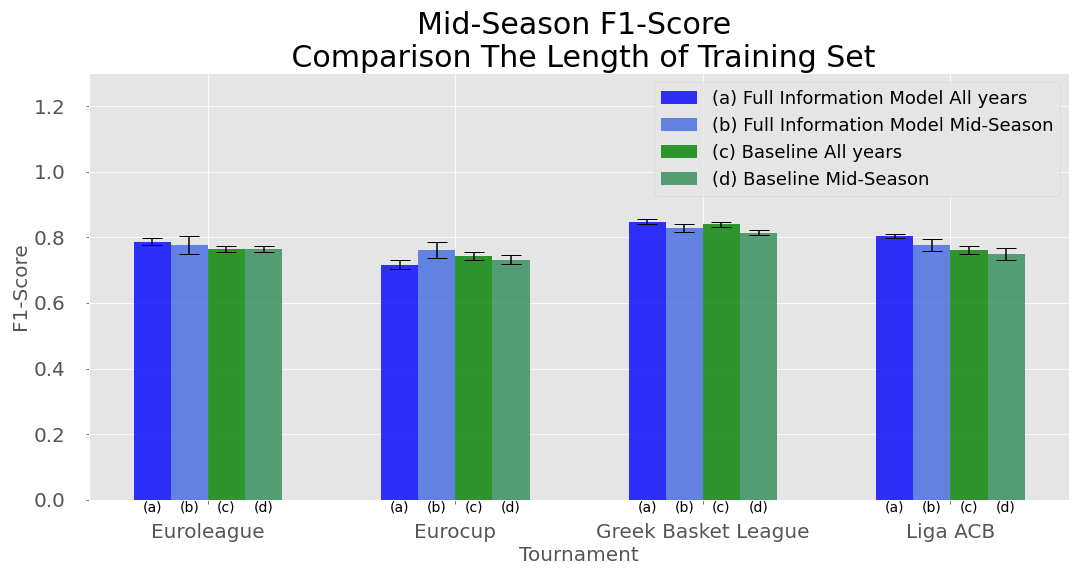 Mid-Season F1-Score
Comparison The Length of Training Set
(a) Full Information Model All years
(b) Full Information Model Mid-Season
(c) Baseline All years
(d) Baseline Mid-Season
F1-Score
1.2
1.0
0.8
0.6
0.4
0.2
0.0
(a) (b) (c) (d) (a) (b) (c) (d) (a) (b) (c) (d) (a) (b) (c) (d)
Euroleague Eurocup Greek Basket League Liga ACB
Tournament